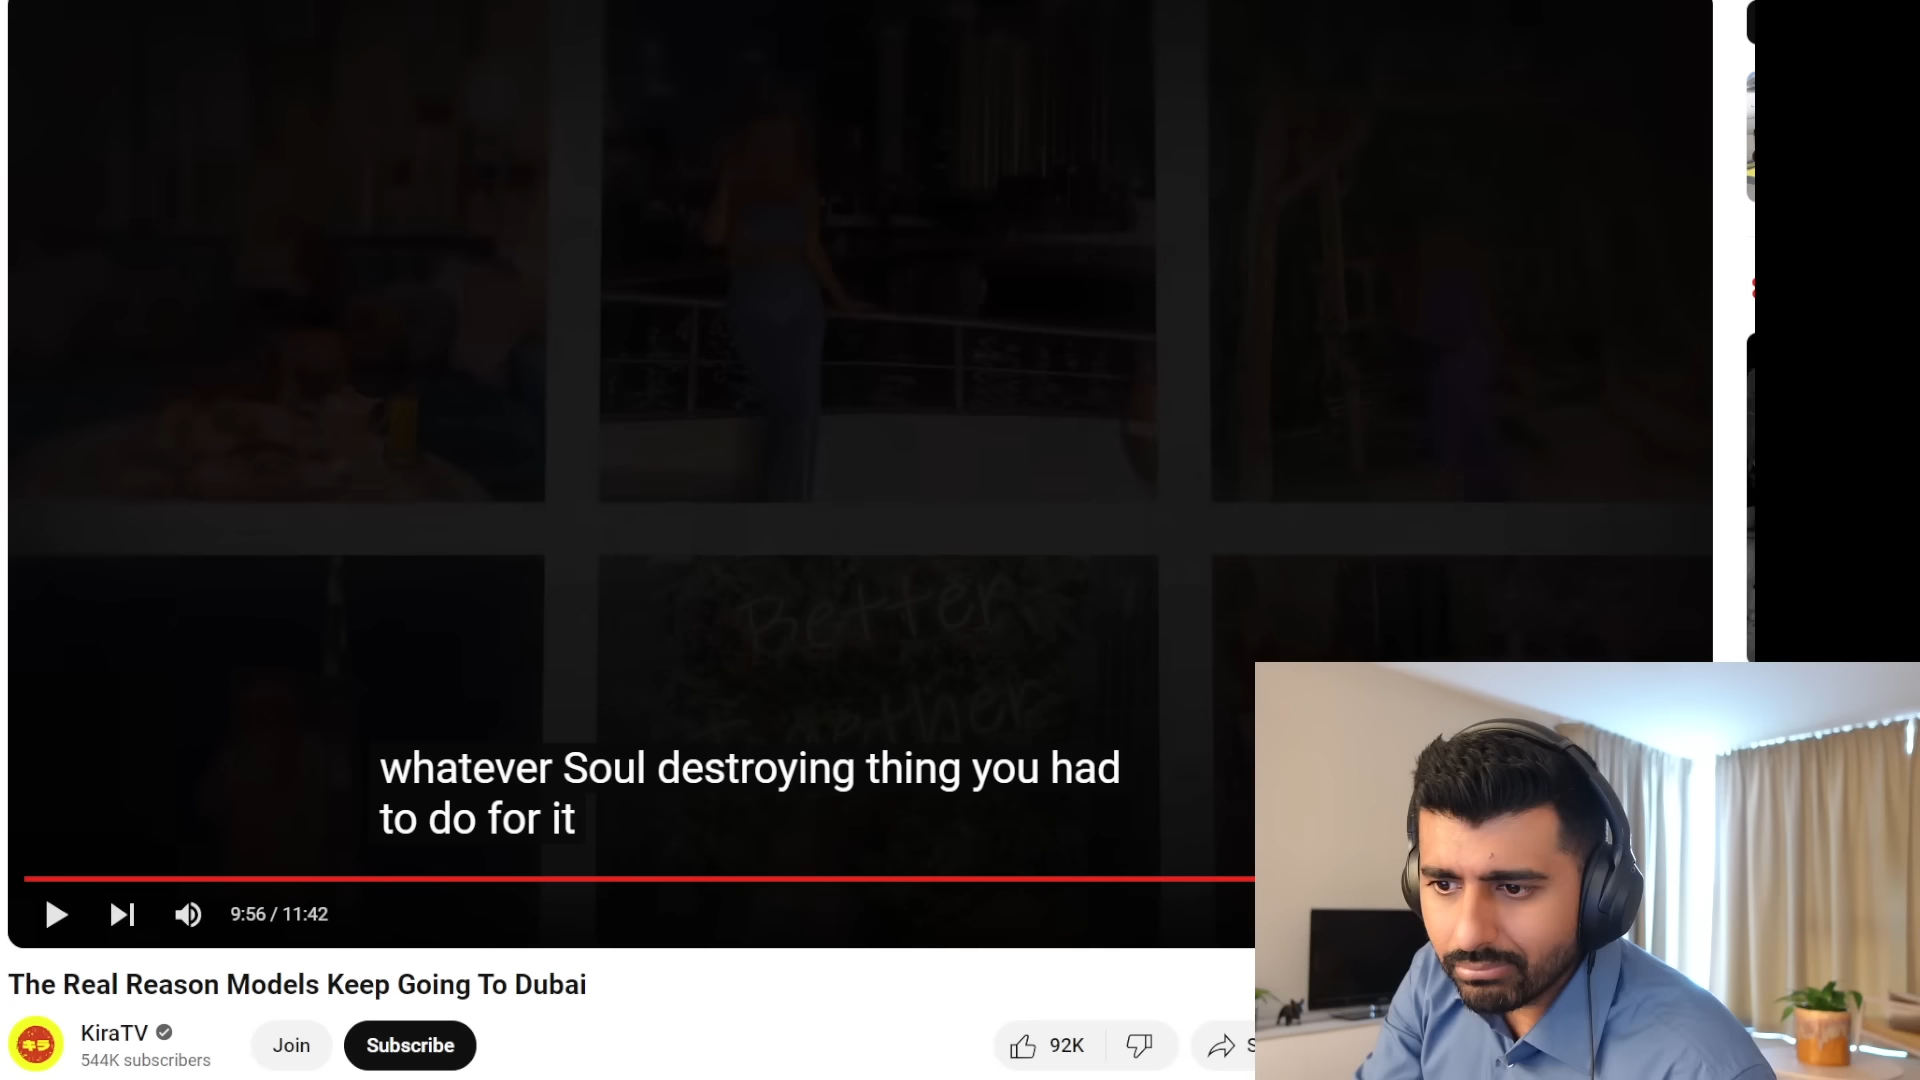 Better
whatever Soul destroying thing you had
to do for it
9:56 / 11:42
The Real Reason Models Keep Going To Dubai
KiraTV
544K subscribers
Join
Subscribe
92K